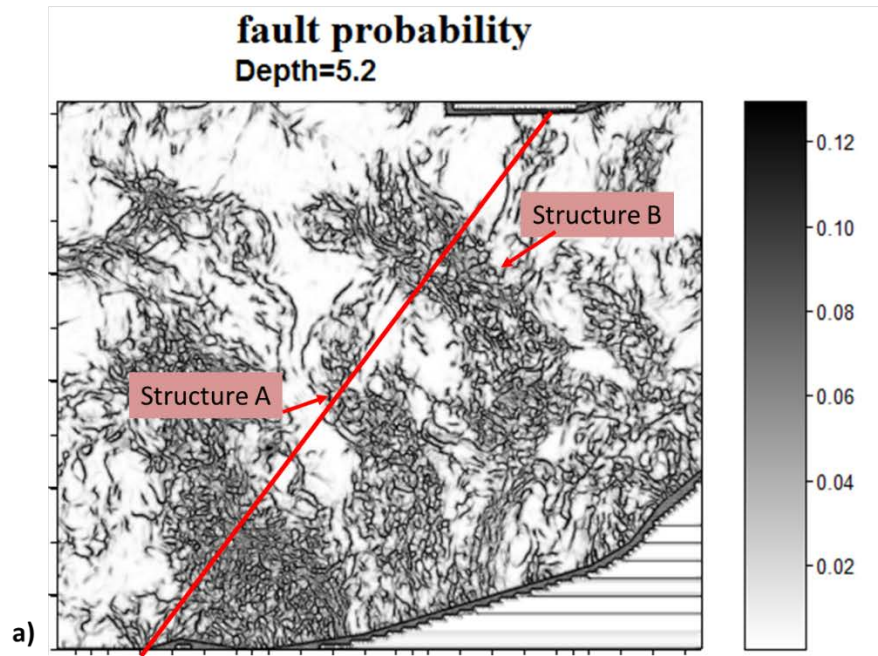 fault probability
Depth=5.2
Structure B
Structure A
0.12
0.10
0.08
0.06
0.04
0.02
a)